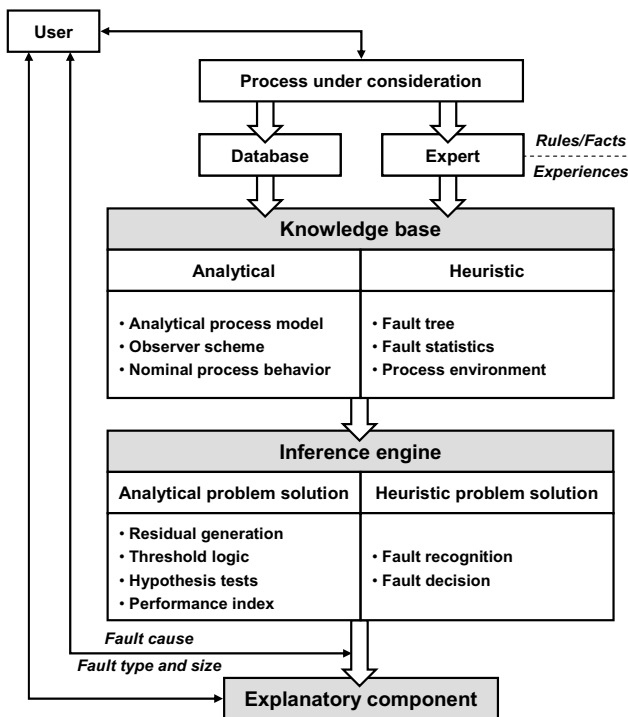 User
Process under consideration
Database
Expert
Rules/Facts
Experiences
Knowledge base
Analytical
Heuristic
• Analytical process model
• Observer scheme
• Nominal process behavior
• Fault tree
• Fault statistics
• Process environment
Inference engine
Analytical problem solution
Heuristic problem solution
• Residual generation
• Threshold logic
• Hypothesis tests
• Performance index
• Fault recognition
• Fault decision
Fault cause
Fault type and size
Explanatory component